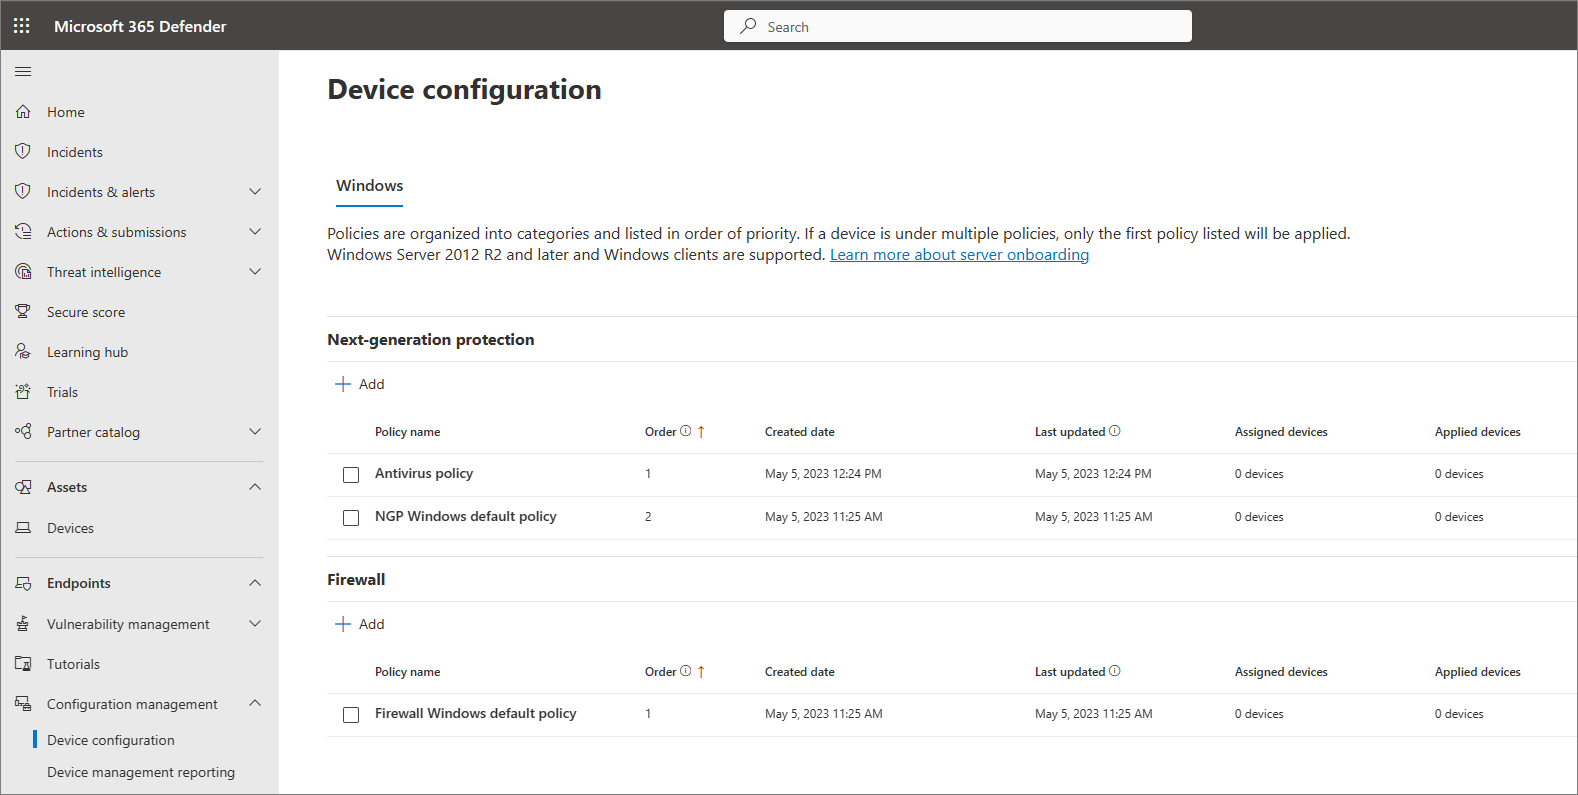 Microsoft 365 Defender
Search
Home
Incidents
Incidents & alerts
Actions & submissions
Threat intelligence
Secure score
Learning hub
Trials
Partner catalog
Assets
Devices
Endpoints
Vulnerability management
Tutorials
Configuration management
Device configuration
Device management reporting
Device configuration
Windows
Policies are organized into categories and listed in order of priority. If a device is under multiple policies, only the first policy listed will be applied.
Windows Server 2012 R2 and later and Windows clients are supported. Learn more about server onboarding
Next-generation protection
Add
Policy name Order Created date Last updated Assigned devices Applied devices
Antivirus policy 1 May 5, 2023 12:24 PM May 5, 2023 12:24 PM 0 devices 0 devices
NGP Windows default policy 2 May 5, 2023 11:25 AM May 5, 2023 11:25 AM 0 devices 0 devices
Firewall
Add
Policy name Order Created date Last updated Assigned devices Applied devices
Firewall Windows default policy 1 May 5, 2023 11:25 AM May 5, 2023 11:25 AM 0 devices 0 devices